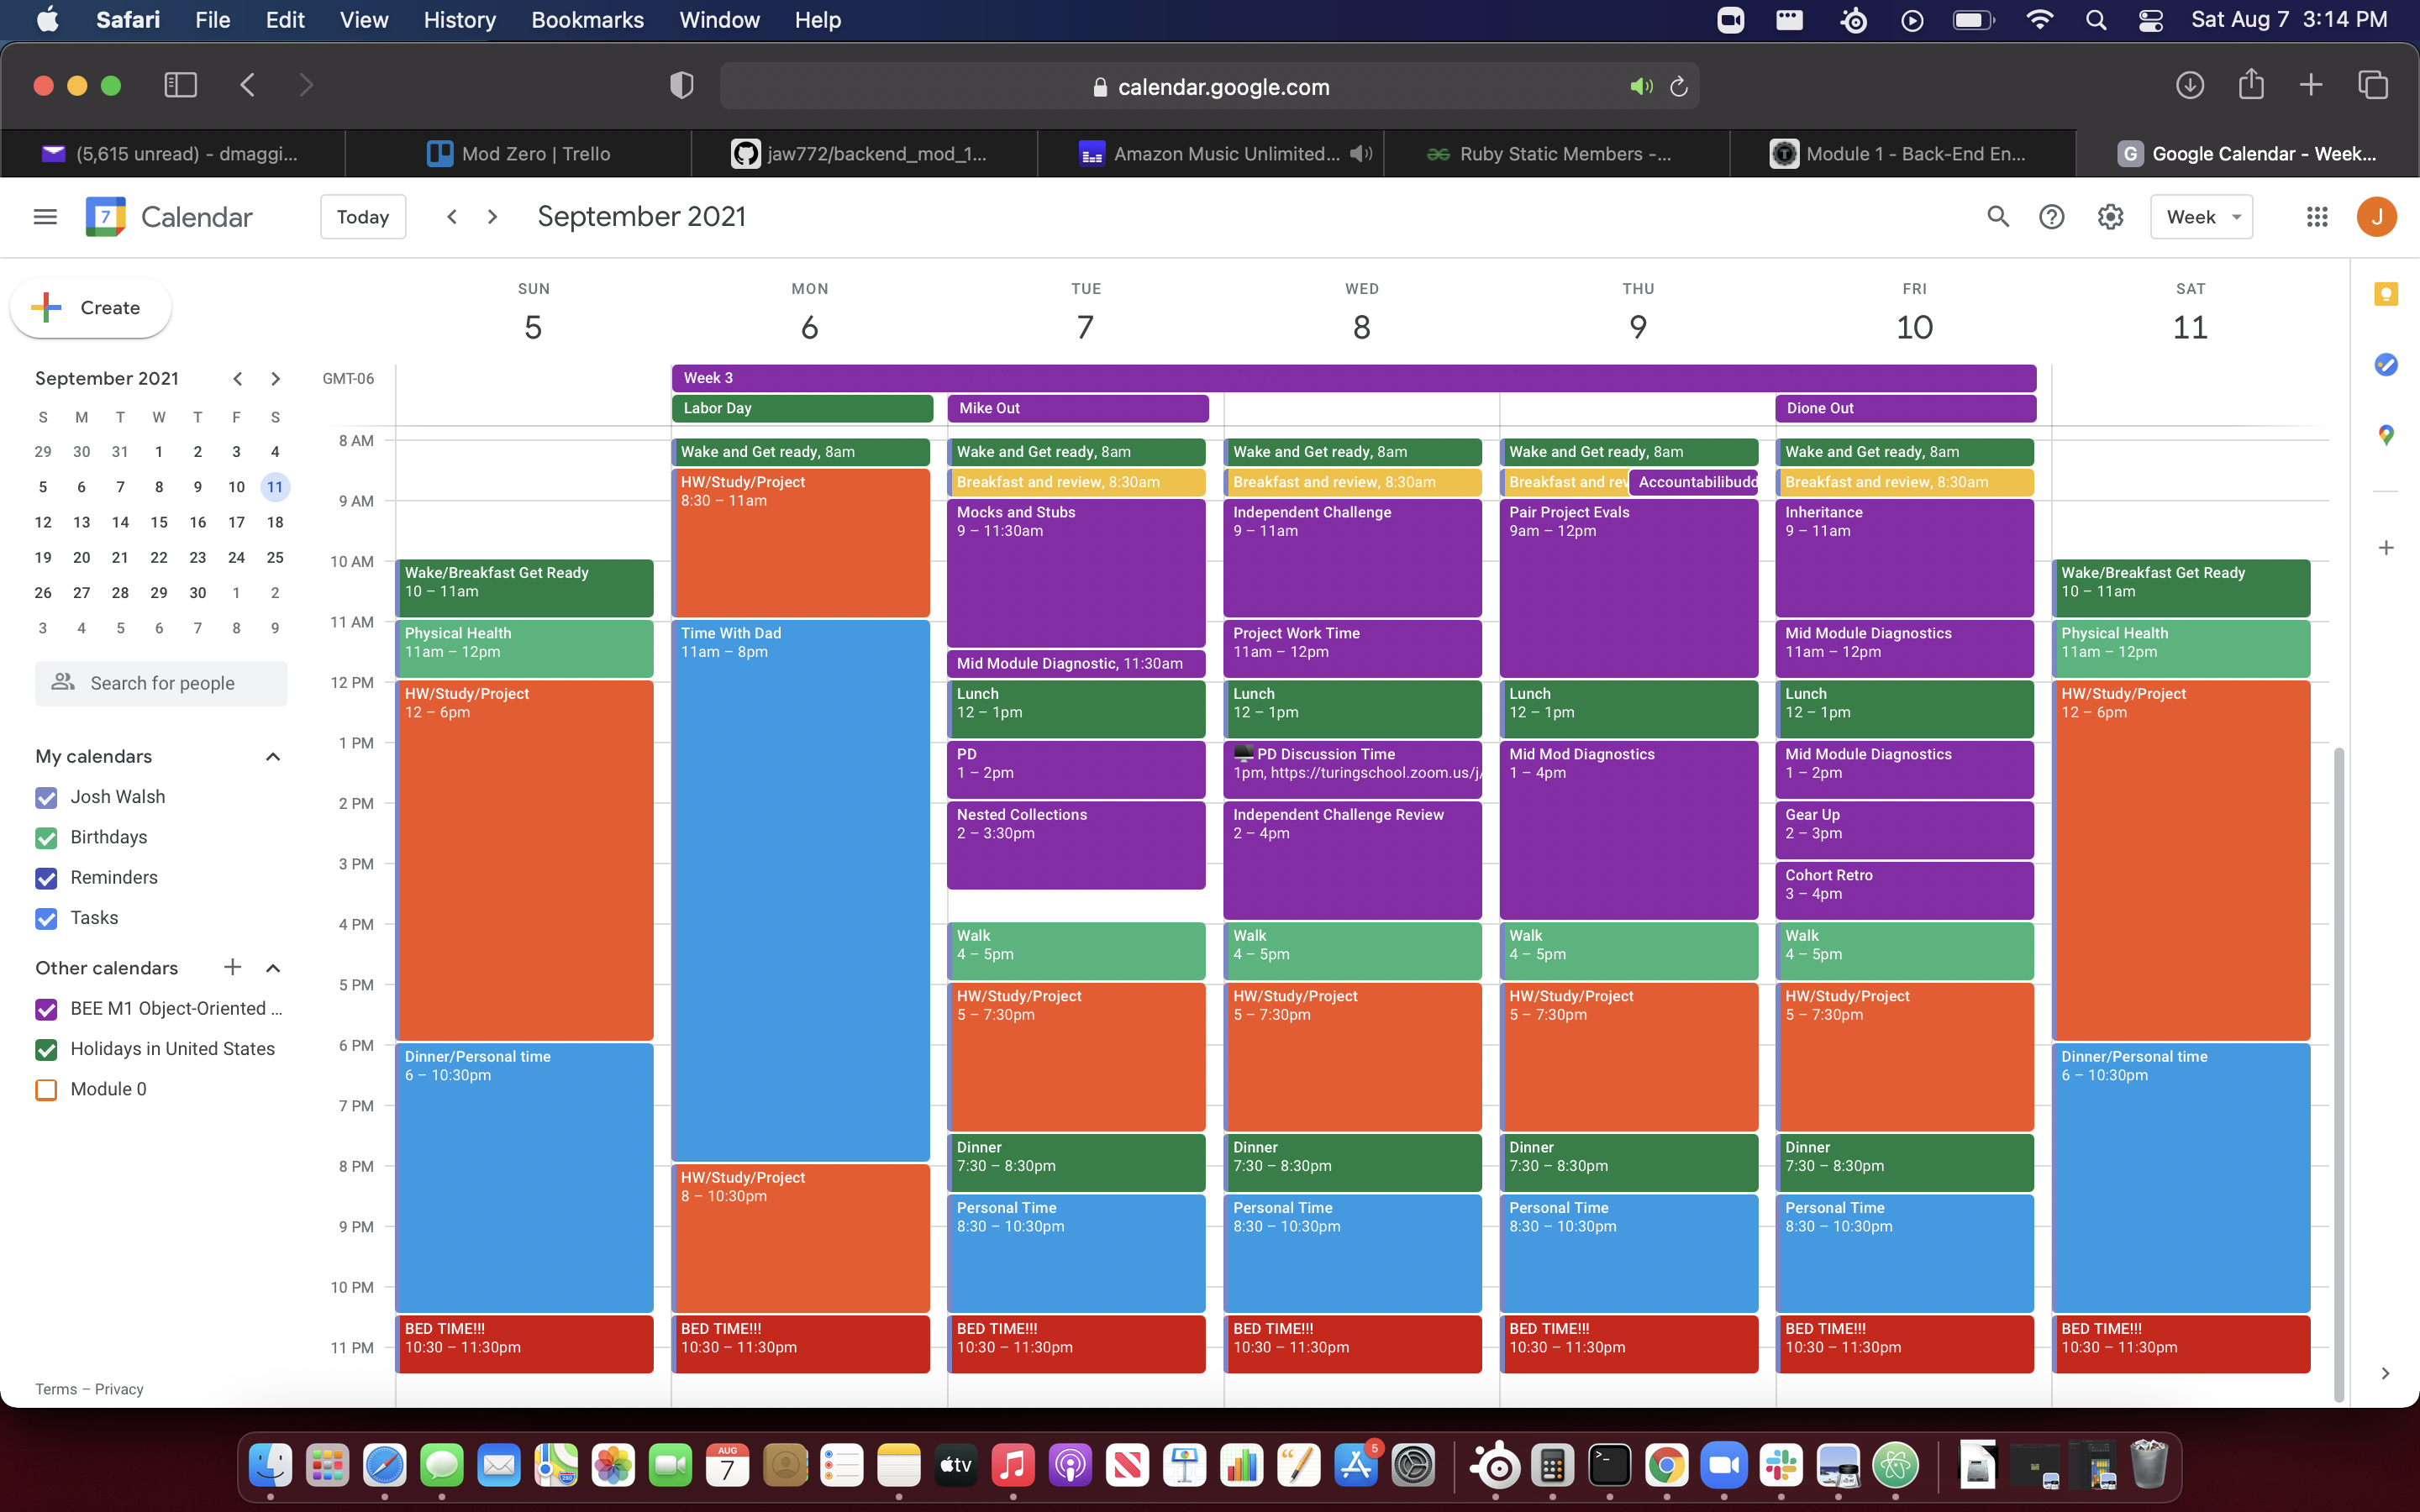 Safari File Edit View History Bookmarks Window Help Sat Aug 7 3:14 PM
calendar.google.com
(5,615 unread) - dmaggi... Mod Zero | Trello jaw772/backend_mod_1... Amazon Music Unlimited... Ruby Static Members -... Module 1 - Back-End En... G Google Calendar - Week...
7 Calendar Today September 2021 Week J
Create
September 2021
S M T W T F S
29 30 31 1 2 3 4
5 6 7 8 9 10 11
12 13 14 15 16 17 18
19 20 21 22 23 24 25
26 27 28 29 30 1 2
3 4 5 6 7 8 9
Search for people
My calendars
Josh Walsh
Birthdays
Reminders
Tasks
Other calendars
BEE M1 Object-Oriented ...
Holidays in United States
Module 0
Terms – Privacy
GMT-06
8 AM
9 AM
10 AM
11 AM
12 PM
1 PM
2 PM
3 PM
4 PM
5 PM
6 PM
7 PM
8 PM
9 PM
10 PM
11 PM
Week 3
SUN
5
Wake/Breakfast Get Ready
10 – 11am
Physical Health
11am – 12pm
HW/Study/Project
12 – 6pm
Dinner/Personal time
6 – 10:30pm
BED TIME!!!
10:30 – 11:30pm
MON
6
Labor Day
Wake and Get ready, 8am
HW/Study/Project
8:30 – 11am
Time With Dad
11am – 8pm
HW/Study/Project
8 – 10:30pm
BED TIME!!!
10:30 – 11:30pm
TUE
7
Mike Out
Wake and Get ready, 8am
Breakfast and review, 8:30am
Mocks and Stubs
9 – 11:30am
Mid Module Diagnostic, 11:30am
Lunch
12 – 1pm
PD
1 – 2pm
Nested Collections
2 – 3:30pm
Walk
4 – 5pm
HW/Study/Project
5 – 7:30pm
Dinner
7:30 – 8:30pm
Personal Time
8:30 – 10:30pm
BED TIME!!!
10:30 – 11:30pm
WED
8
Wake and Get ready, 8am
Breakfast and review, 8:30am
Independent Challenge
9 – 11am
Project Work Time
11am – 12pm
Lunch
12 – 1pm
PD Discussion Time
1pm, https://turingschool.zoom.us/j/
Independent Challenge Review
2 – 4pm
Walk
4 – 5pm
HW/Study/Project
5 – 7:30pm
Dinner
7:30 – 8:30pm
Personal Time
8:30 – 10:30pm
BED TIME!!!
10:30 – 11:30pm
THU
9
Wake and Get ready, 8am
Breakfast and rev Accountabilibudd
Pair Project Evals
9am – 12pm
Lunch
12 – 1pm
Mid Mod Diagnostics
1 – 4pm
Walk
4 – 5pm
HW/Study/Project
5 – 7:30pm
Dinner
7:30 – 8:30pm
Personal Time
8:30 – 10:30pm
BED TIME!!!
10:30 – 11:30pm
FRI
10
Dione Out
Wake and Get ready, 8am
Breakfast and review, 8:30am
Inheritance
9 – 11am
Mid Module Diagnostics
11am – 12pm
Lunch
12 – 1pm
Mid Module Diagnostics
1 – 2pm
Gear Up
2 – 3pm
Cohort Retro
3 – 4pm
Walk
4 – 5pm
HW/Study/Project
5 – 7:30pm
Dinner
7:30 – 8:30pm
Personal Time
8:30 – 10:30pm
BED TIME!!!
10:30 – 11:30pm
SAT
11
Wake/Breakfast Get Ready
10 – 11am
Physical Health
11am – 12pm
HW/Study/Project
12 – 6pm
Dinner/Personal time
6 – 10:30pm
BED TIME!!!
10:30 – 11:30pm
AUG
7
tv
5